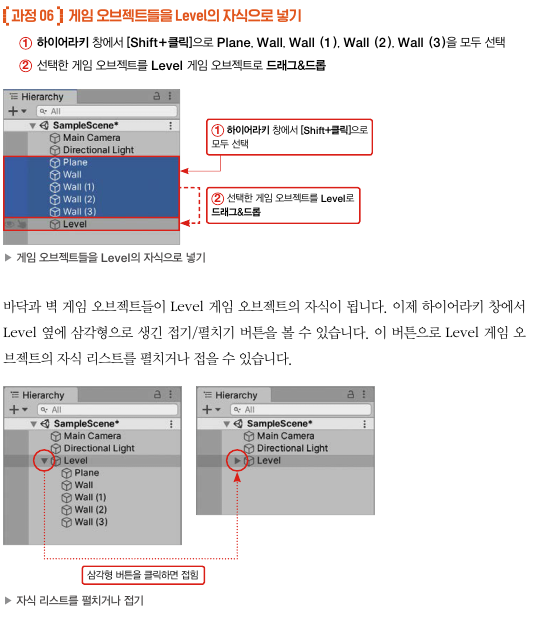 [과정 06] 게임 오브젝트들을 Level의 자식으로 넣기
① 하이어라키 창에서 [Shift+클릭]으로 Plane, Wall, Wall (1), Wall (2), Wall (3)을 모두 선택
② 선택한 게임 오브젝트를 Level 게임 오브젝트로 드래그&드롭
Hierarchy
All
SampleScene*
Main Camera
Directional Light
Plane
Wall
Wall (1)
Wall (2)
Wall (3)
Level
① 하이어라키 창에서 [Shift+클릭]으로
모두 선택
② 선택한 게임 오브젝트를 Level로
드래그&드롭
▶ 게임 오브젝트들을 Level의 자식으로 넣기
바닥과 벽 게임 오브젝트들이 Level 게임 오브젝트의 자식이 됩니다. 이제 하이어라키 창에서
Level 옆에 삼각형으로 생긴 접기/펼치기 버튼을 볼 수 있습니다. 이 버튼으로 Level 게임 오
브젝트의 자식 리스트를 펼치거나 접을 수 있습니다.
Hierarchy
All
SampleScene*
Main Camera
Directional Light
Level
Plane
Wall
Wall (1)
Wall (2)
Wall (3)
Hierarchy
All
SampleScene*
Main Camera
Directional Light
Level
삼각형 버튼을 클릭하면 접힘
▶ 자식 리스트를 펼치거나 접기